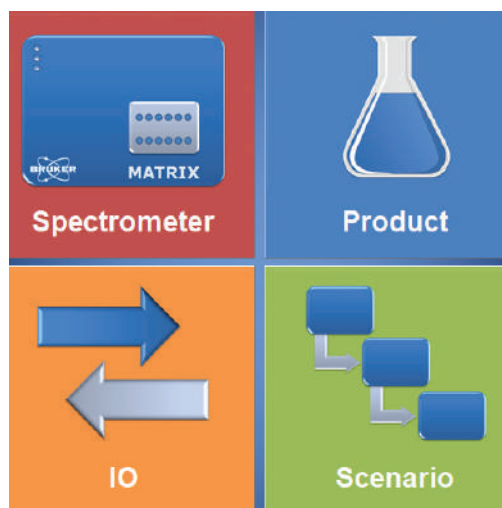 BRUKER
MATRIX
Spectrometer
Product
IO
Scenario